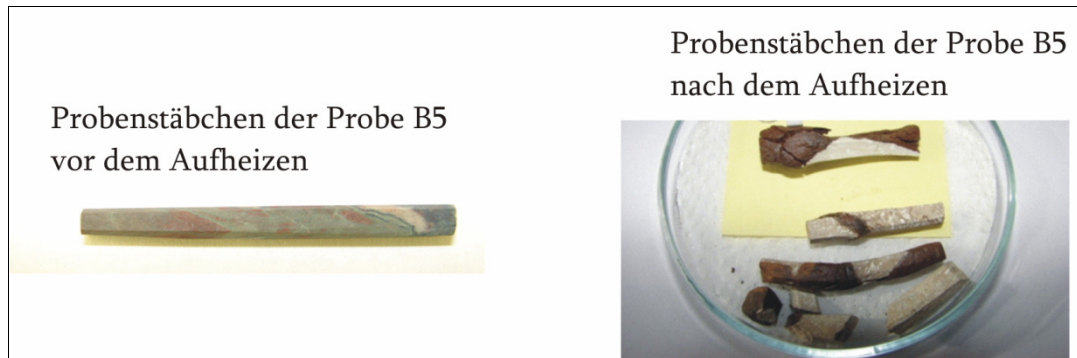 Probenstäbchen der Probe B5
vor dem Aufheizen
Probenstäbchen der Probe B5
nach dem Aufheizen